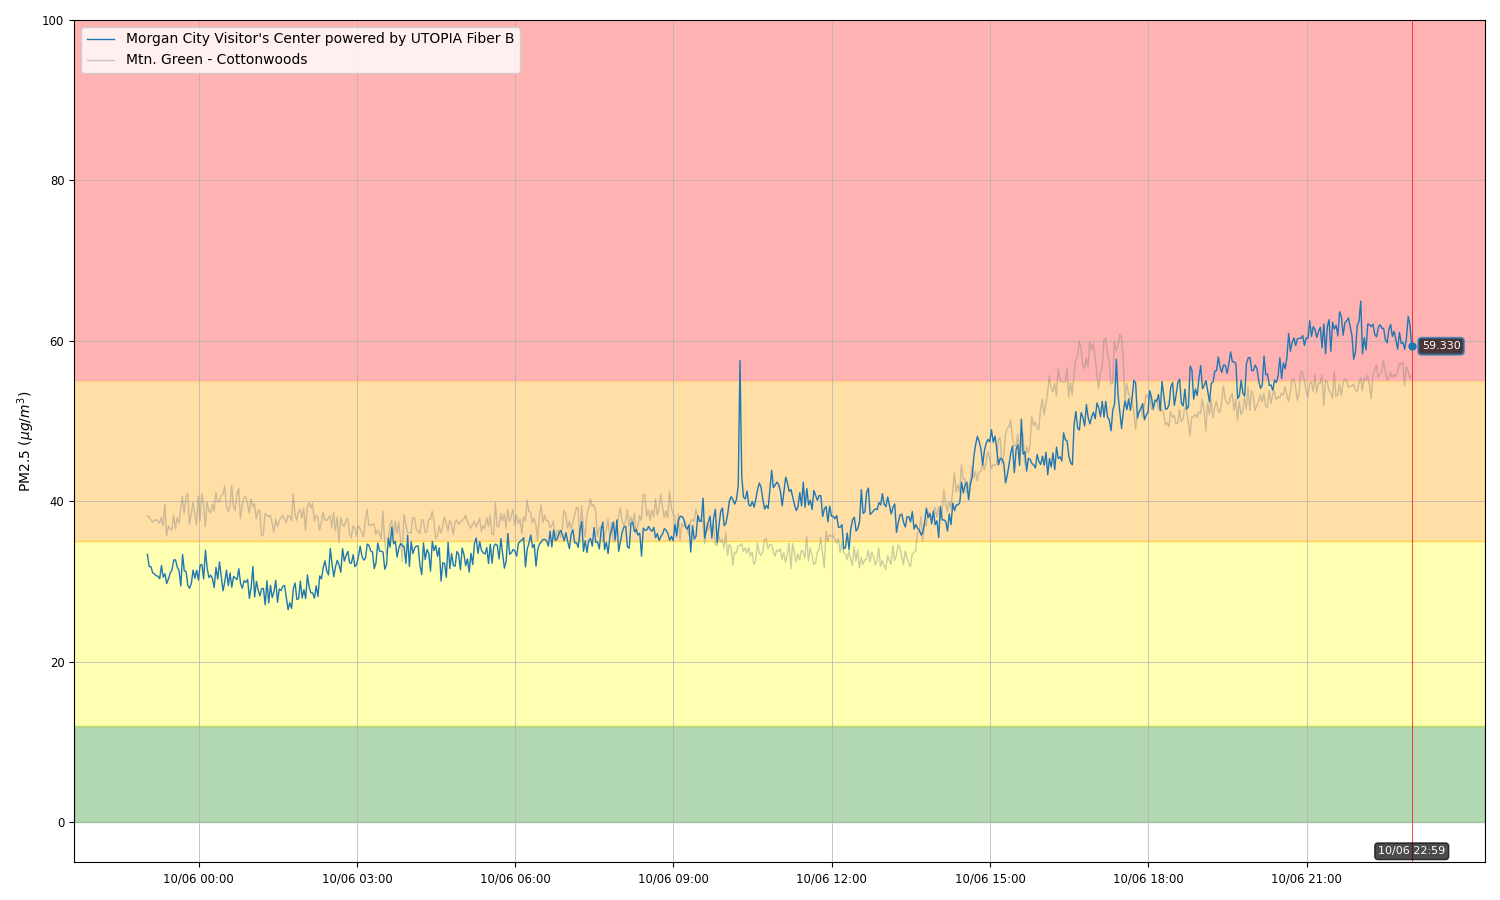 100
Morgan City Visitor's Center powered by UTOPIA Fiber B
Mtn. Green - Cottonwoods
80
60
59.330
40
20
0
PM2.5 (μg/m³)
10/06 22:59
10/06 00:00 10/06 03:00 10/06 06:00 10/06 09:00 10/06 12:00 10/06 15:00 10/06 18:00 10/06 21:00